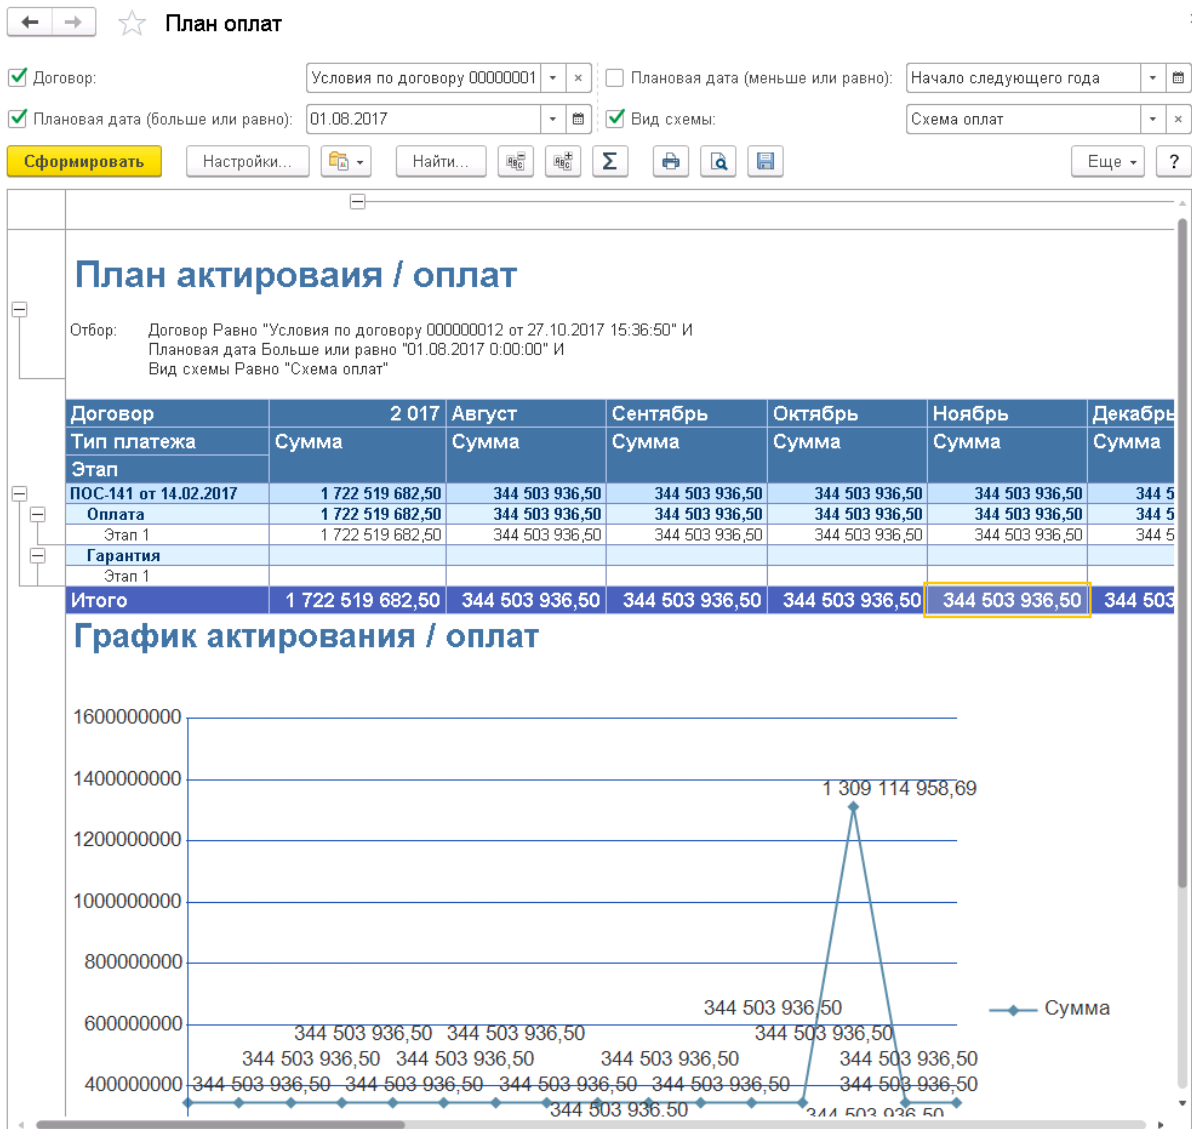 План оплат
Договор: Условия по договору 00000001 Плановая дата (меньше или равно): Начало следующего года
Плановая дата (больше или равно): 01.08.2017 Вид схемы: Схема оплат
Сформировать Настройки... Найти... Σ Еще ?
План актироваия / оплат
Отбор: Договор Равно "Условия по договору 000000012 от 27.10.2017 15:36:50" И
Плановая дата Больше или равно "01.08.2017 0:00:00" И
Вид схемы Равно "Схема оплат"
Договор 2 017 Август Сентябрь Октябрь Ноябрь Декабрь
Тип платежа Сумма Сумма Сумма Сумма Сумма Сумма
Этап
ПОС-141 от 14.02.2017 1 722 519 682,50 344 503 936,50 344 503 936,50 344 503 936,50 344 503 936,50 344 5
Оплата 1 722 519 682,50 344 503 936,50 344 503 936,50 344 503 936,50 344 503 936,50 344 5
Этап 1 1 722 519 682,50 344 503 936,50 344 503 936,50 344 503 936,50 344 503 936,50 344 5
Гарантия
Этап 1
Итого 1 722 519 682,50 344 503 936,50 344 503 936,50 344 503 936,50 344 503 936,50 344 503
График актирования / оплат
1600000000
1400000000
1 309 114 958,69
1200000000
1000000000
800000000
344 503 936,50
Сумма
600000000
344 503 936,50 344 503 936,50 344 503 936,50
344 503 936,50 344 503 936,50 344 503 936,50 344 503 936,50
400000000 344 503 936,50 344 503 936,50 344 503 936,50 344 503 936,50 344 503 936,50
344 503 936,50 344 503 936,50